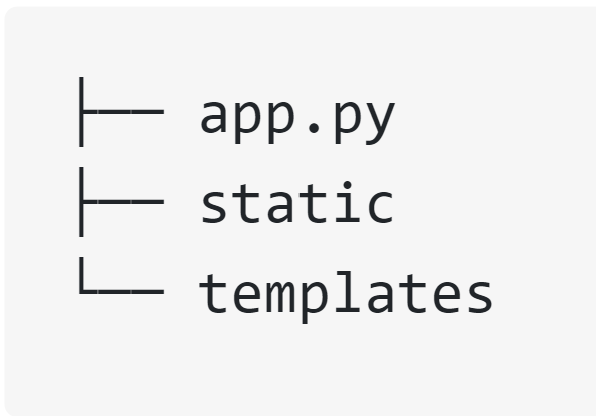 ├── app.py
├── static
└── templates